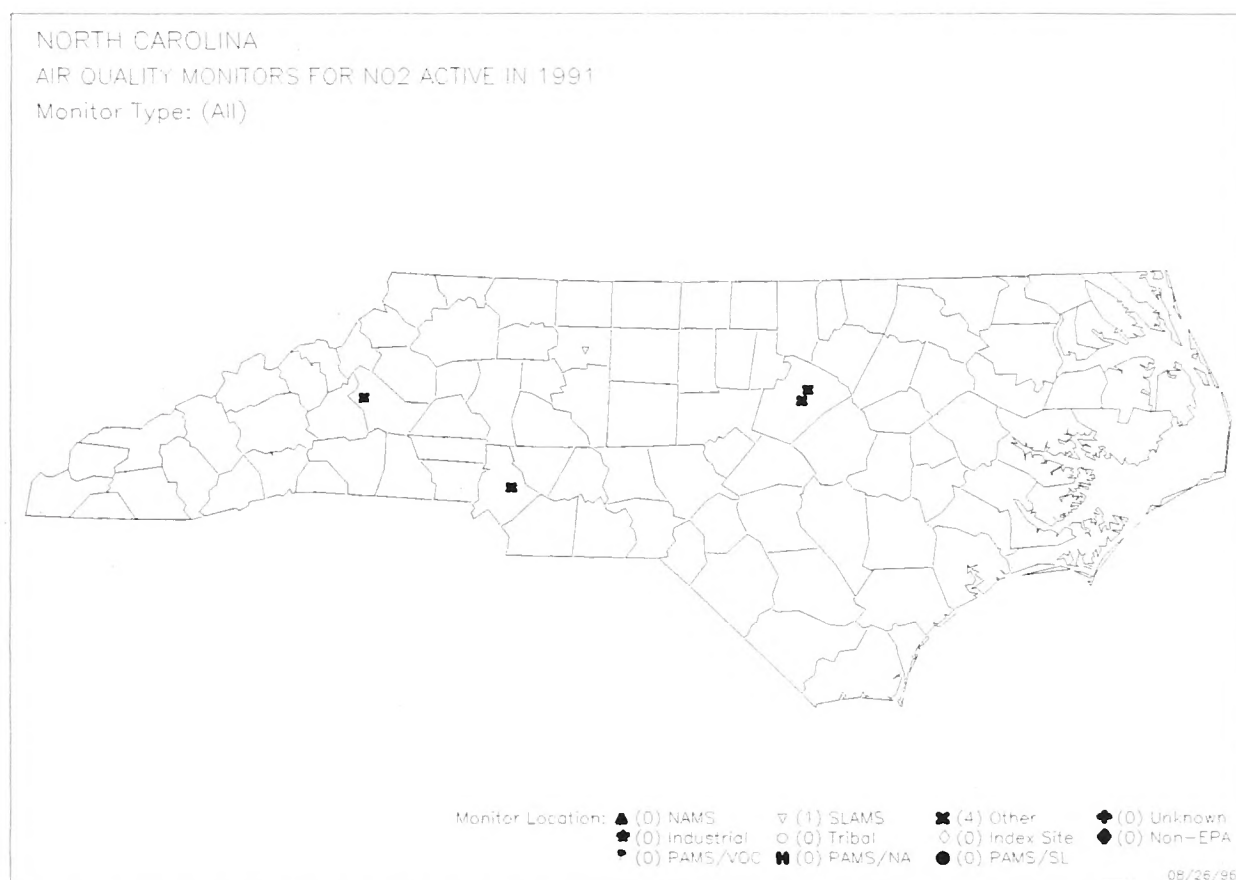 NORTH CAROLINA
AIR QUALITY MONITORS FOR NO2 ACTIVE IN 1991
Monitor Type: (All)
Monitor Location: (0) NAMS (1) SLAMS (4) Other (0) Unknown
(0) Industrial (0) Tribal (0) Index Site (0) Non-EPA
(0) PAMS/VOC (0) PAMS/NA (0) PAMS/SL
08/26/96